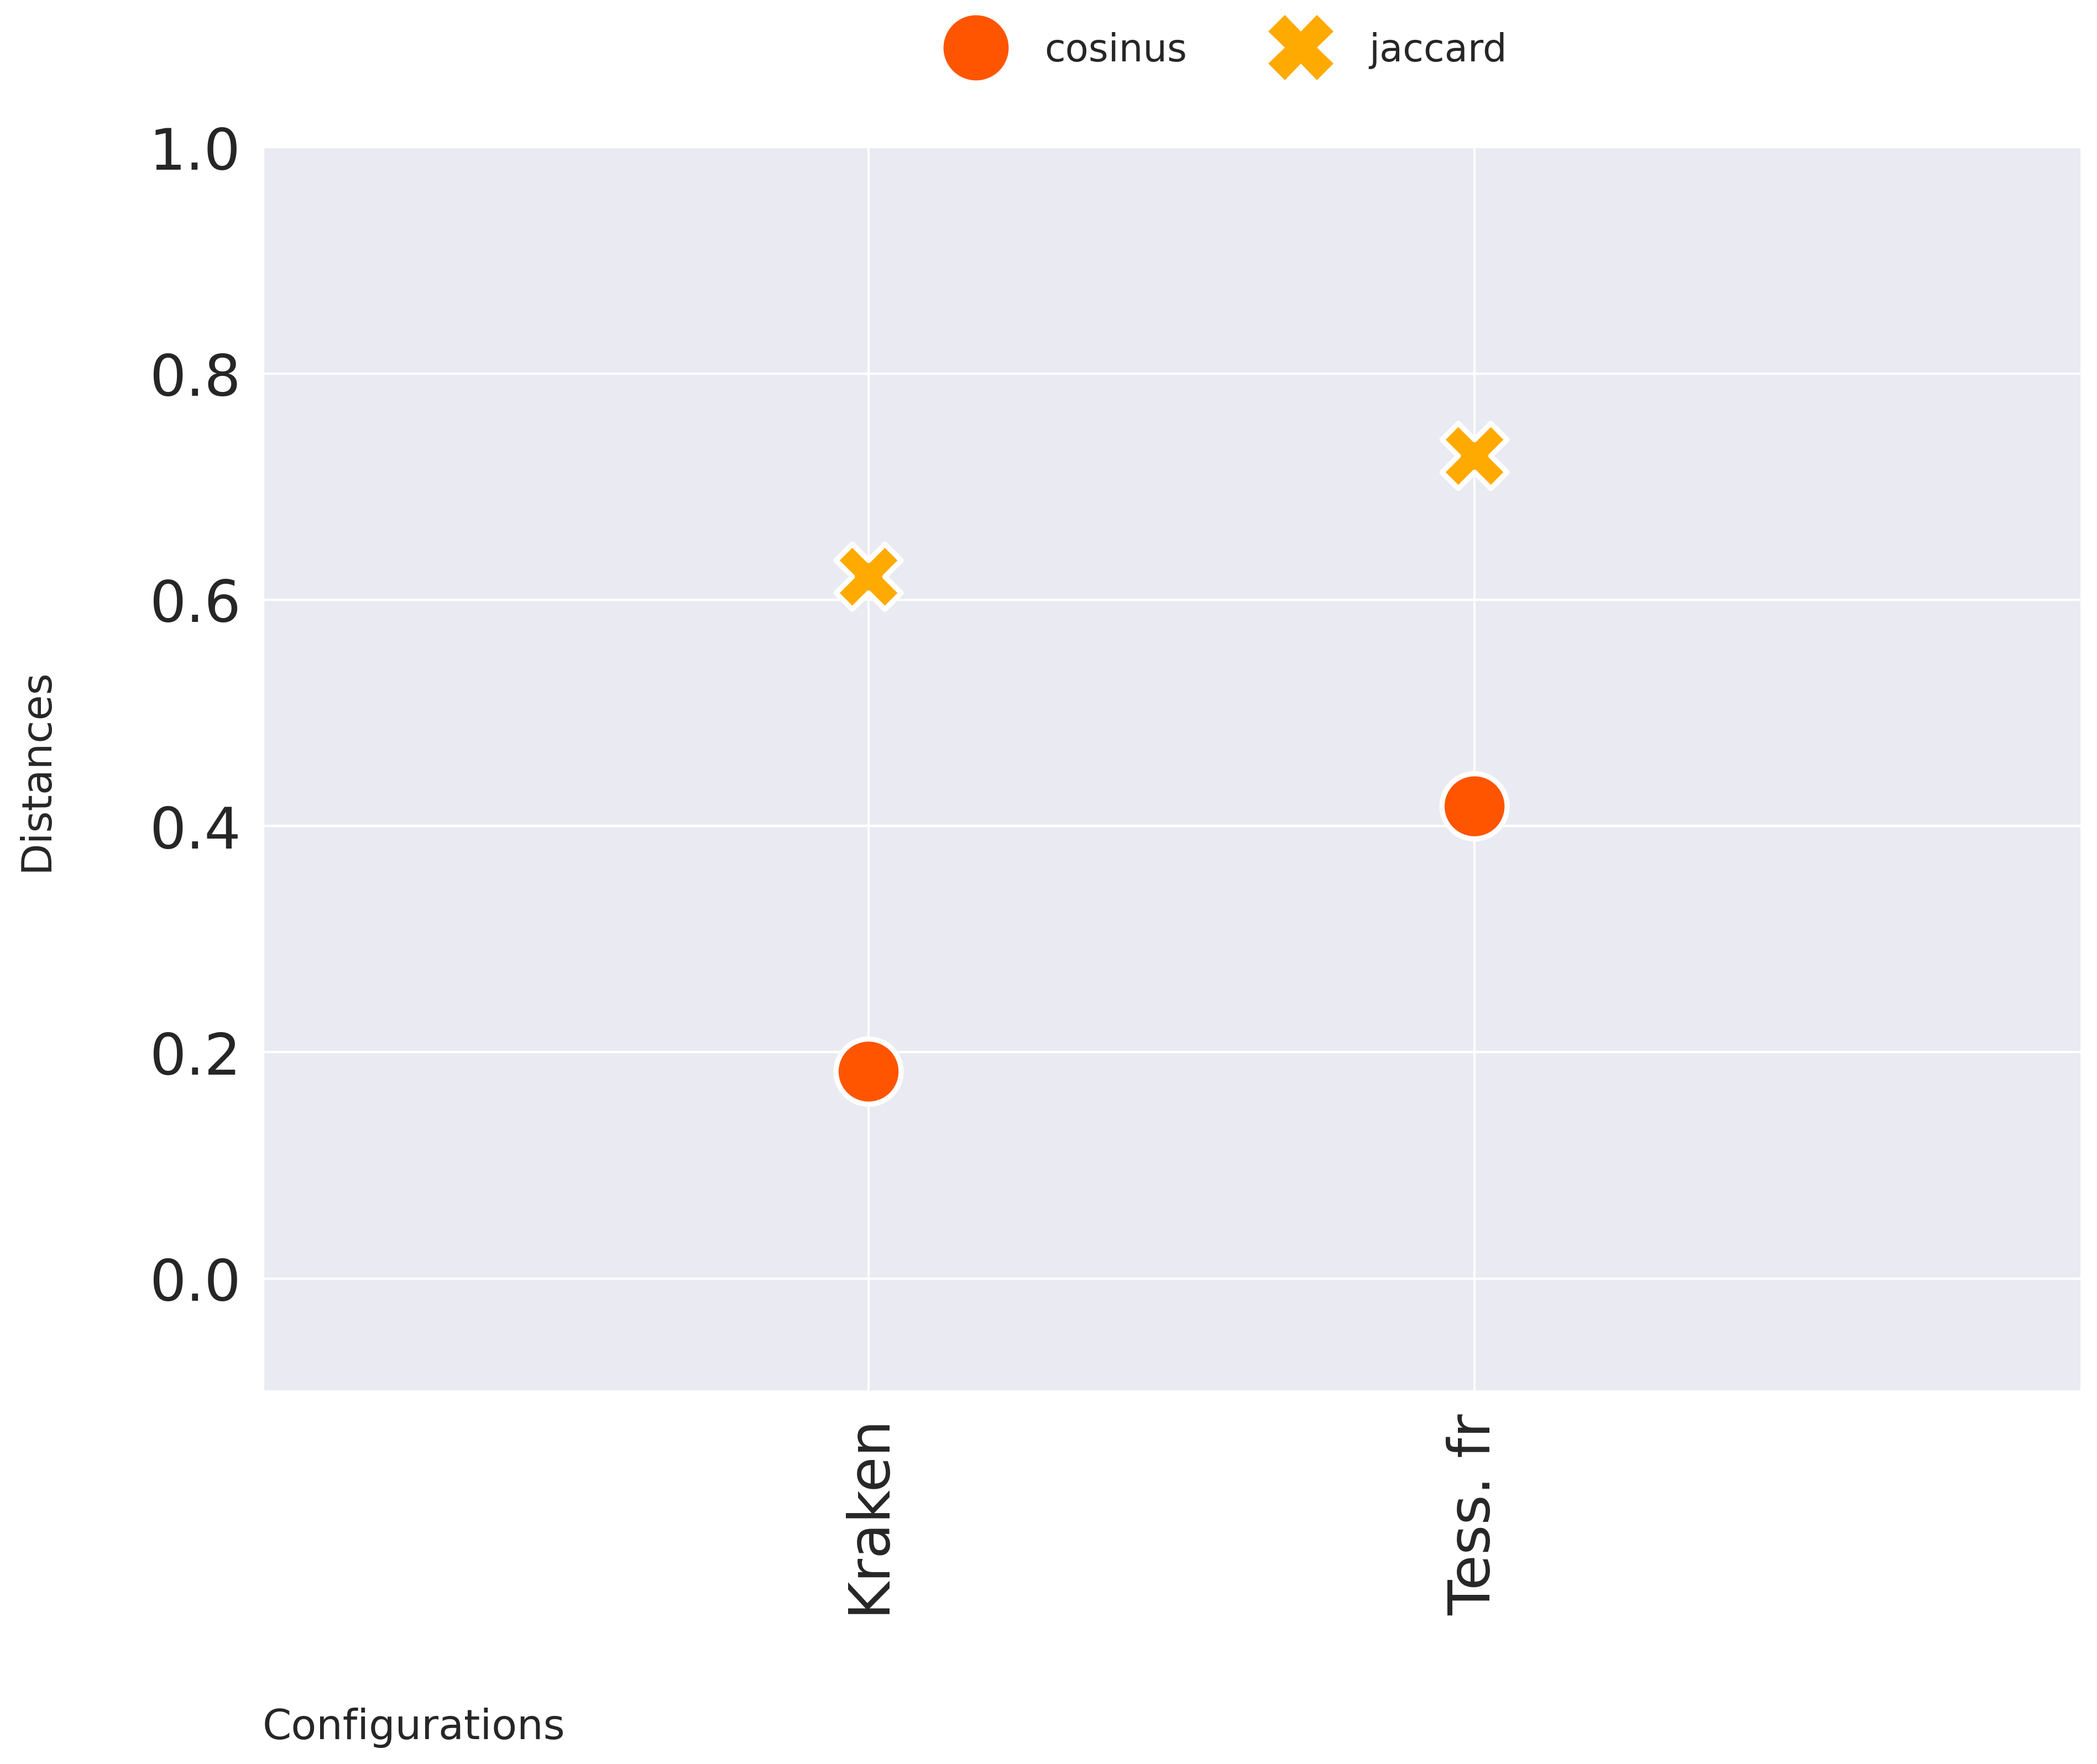 cosinus jaccard
1.0
0.8
0.6
0.4
0.2
0.0
Distances
Kraken
Tess. fr
Configurations